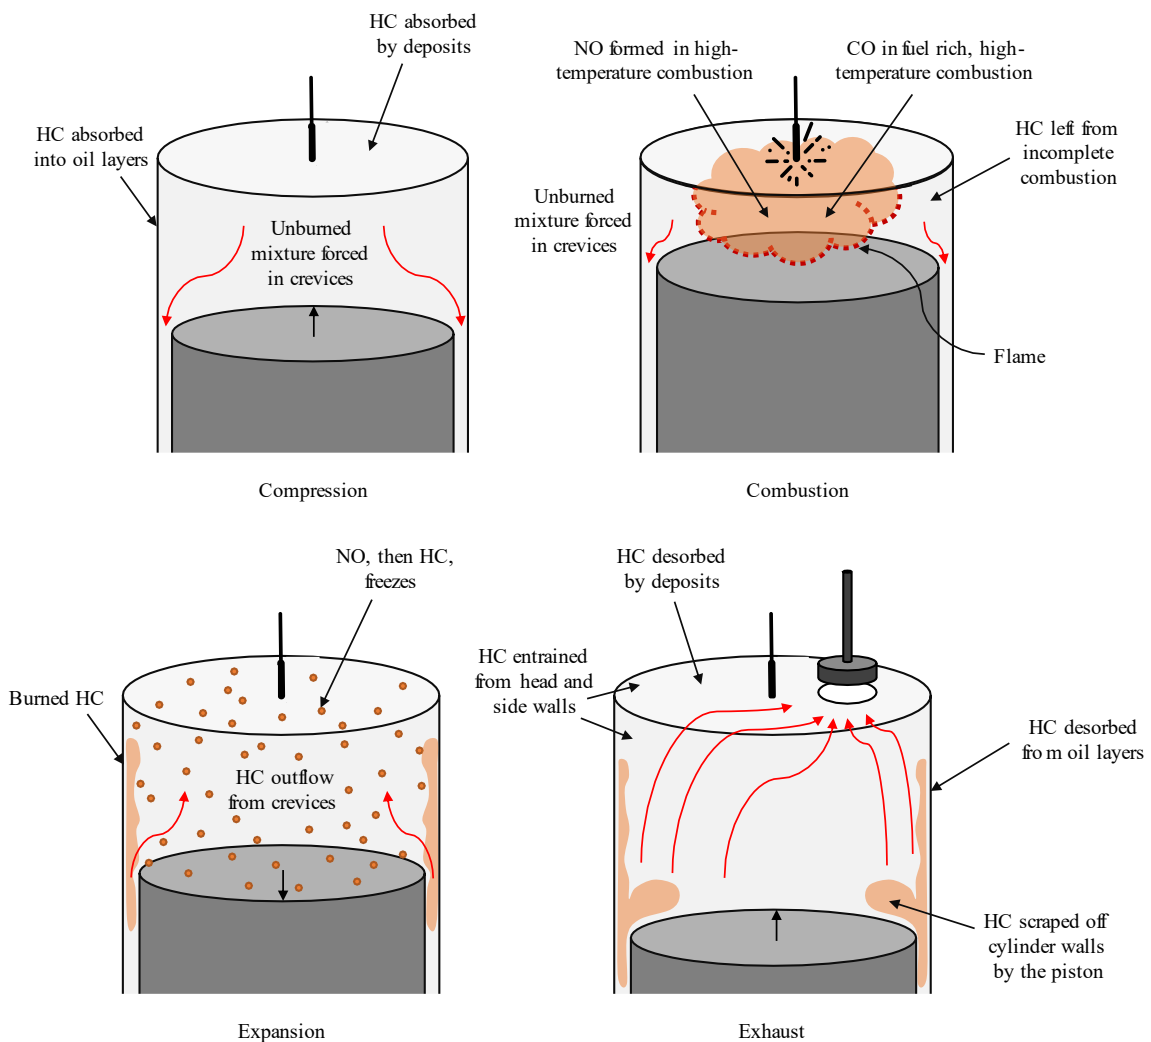 HC absorbed
by deposits
HC absorbed
into oil layers
Unburned
mixture forced
in crevices
Compression
NO formed in high-
temperature combustion
CO in fuel rich, high-
temperature combustion
HC left from
incomplete
combustion
Unburned
mixture forced
in crevices
Flame
Combustion
NO, then HC,
freezes
Burned HC
HC outflow
from crevices
Expansion
HC desorbed
by deposits
HC entrained
from head and
side walls
HC desorbed
from oil layers
HC scraped off
cylinder walls
by the piston
Exhaust